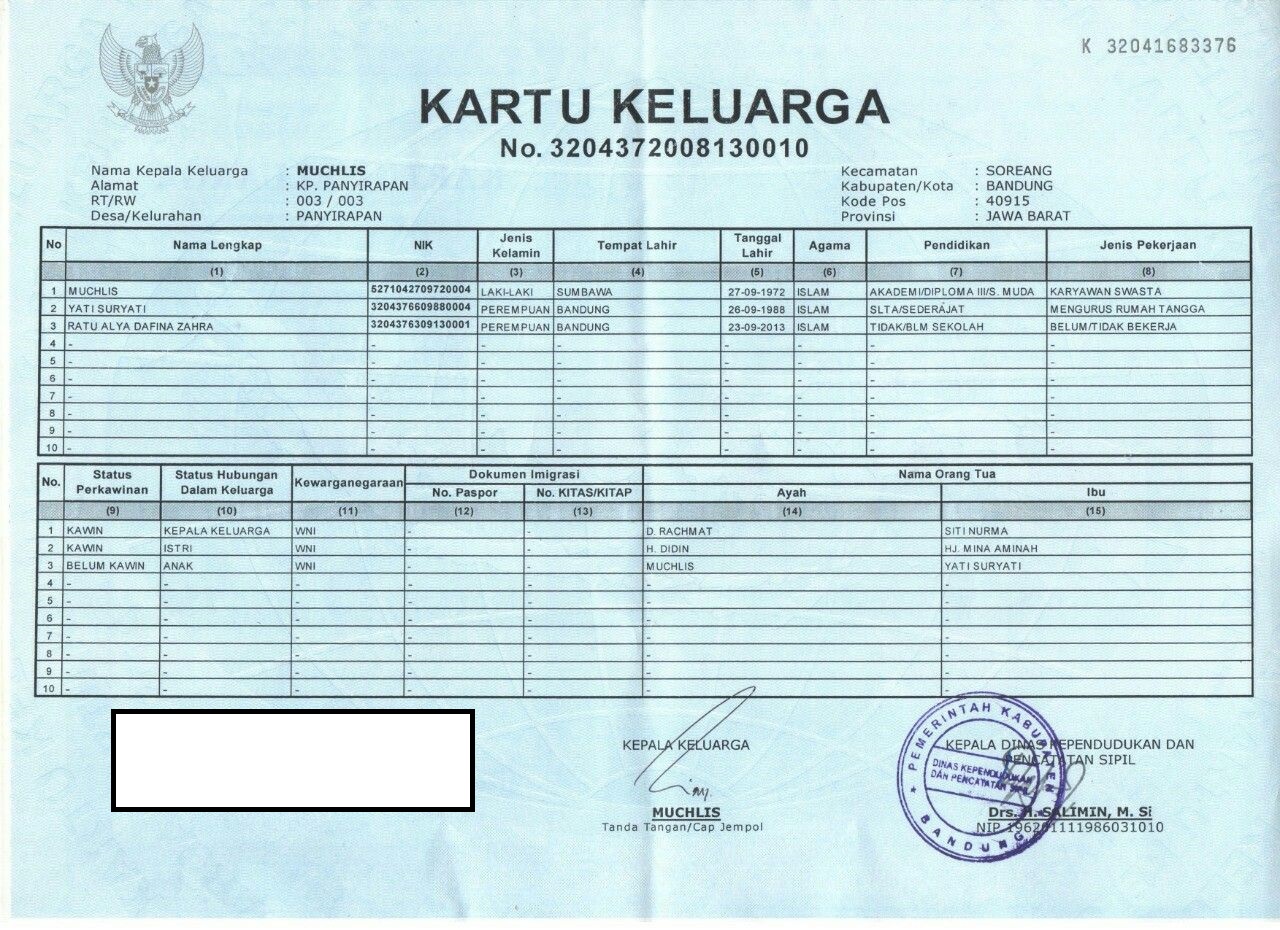 K 32041683376
KARTU KELUARGA
No. 3204372008130010
Nama Kepala Keluarga : MUCHLIS Kecamatan : SOREANG
Alamat : KP. PANYIRAPAN Kabupaten/Kota : BANDUNG
RT/RW : 003 / 003 Kode Pos : 40915
Desa/Kelurahan : PANYIRAPAN Provinsi : JAWA BARAT
No Nama Lengkap NIK Jenis Kelamin Tempat Lahir Tanggal Lahir Agama Pendidikan Jenis Pekerjaan
(1) (2) (3) (4) (5) (6) (7) (8)
1 MUCHLIS 5271042709720004 LAKI-LAKI SUMBAWA 27-09-1972 ISLAM AKADEMI/DIPLOMA III/S. MUDA KARYAWAN SWASTA
2 YATI SURYATI 3204376609880004 PEREMPUAN BANDUNG 26-09-1988 ISLAM SLTA/SEDERAJAT MENGURUS RUMAH TANGGA
3 RATU ALYA DAFINA ZAHRA 3204376309130001 PEREMPUAN BANDUNG 23-09-2013 ISLAM TIDAK/BLM SEKOLAH BELUM/TIDAK BEKERJA
4 - - - - - - - -
5 - - - - - - - -
6 - - - - - - - -
7 - - - - - - - -
8 - - - - - - - -
9 - - - - - - - -
10 - - - - - - - -
No. Status Perkawinan Status Hubungan Dalam Keluarga Kewarganegaraan Dokumen Imigrasi Nama Orang Tua
No. Paspor No. KITAS/KITAP Ayah Ibu
(9) (10) (11) (12) (13) (14) (15)
1 KAWIN KEPALA KELUARGA WNI - - D. RACHMAT SITI NURMA
2 KAWIN ISTRI WNI - - H. DIDIN HJ. MINA AMINAH
3 BELUM KAWIN ANAK WNI - - MUCHLIS YATI SURYATI
4 - - - - - - -
5 - - - - - - -
6 - - - - - - -
7 - - - - - - -
8 - - - - - - -
9 - - - - - - -
10 - - - - - - -
KEPALA KELUARGA
MUCHLIS
Tanda Tangan/Cap Jempol
KEPALA DINAS KEPENDUDUKAN DAN
PENCATATAN SIPIL
PEMERINTAH KABUPATEN
DINAS KEPENDUDUKAN
DAN PENCATATAN SIPIL
BANDUNG
Drs. H. SALIMIN, M. Si